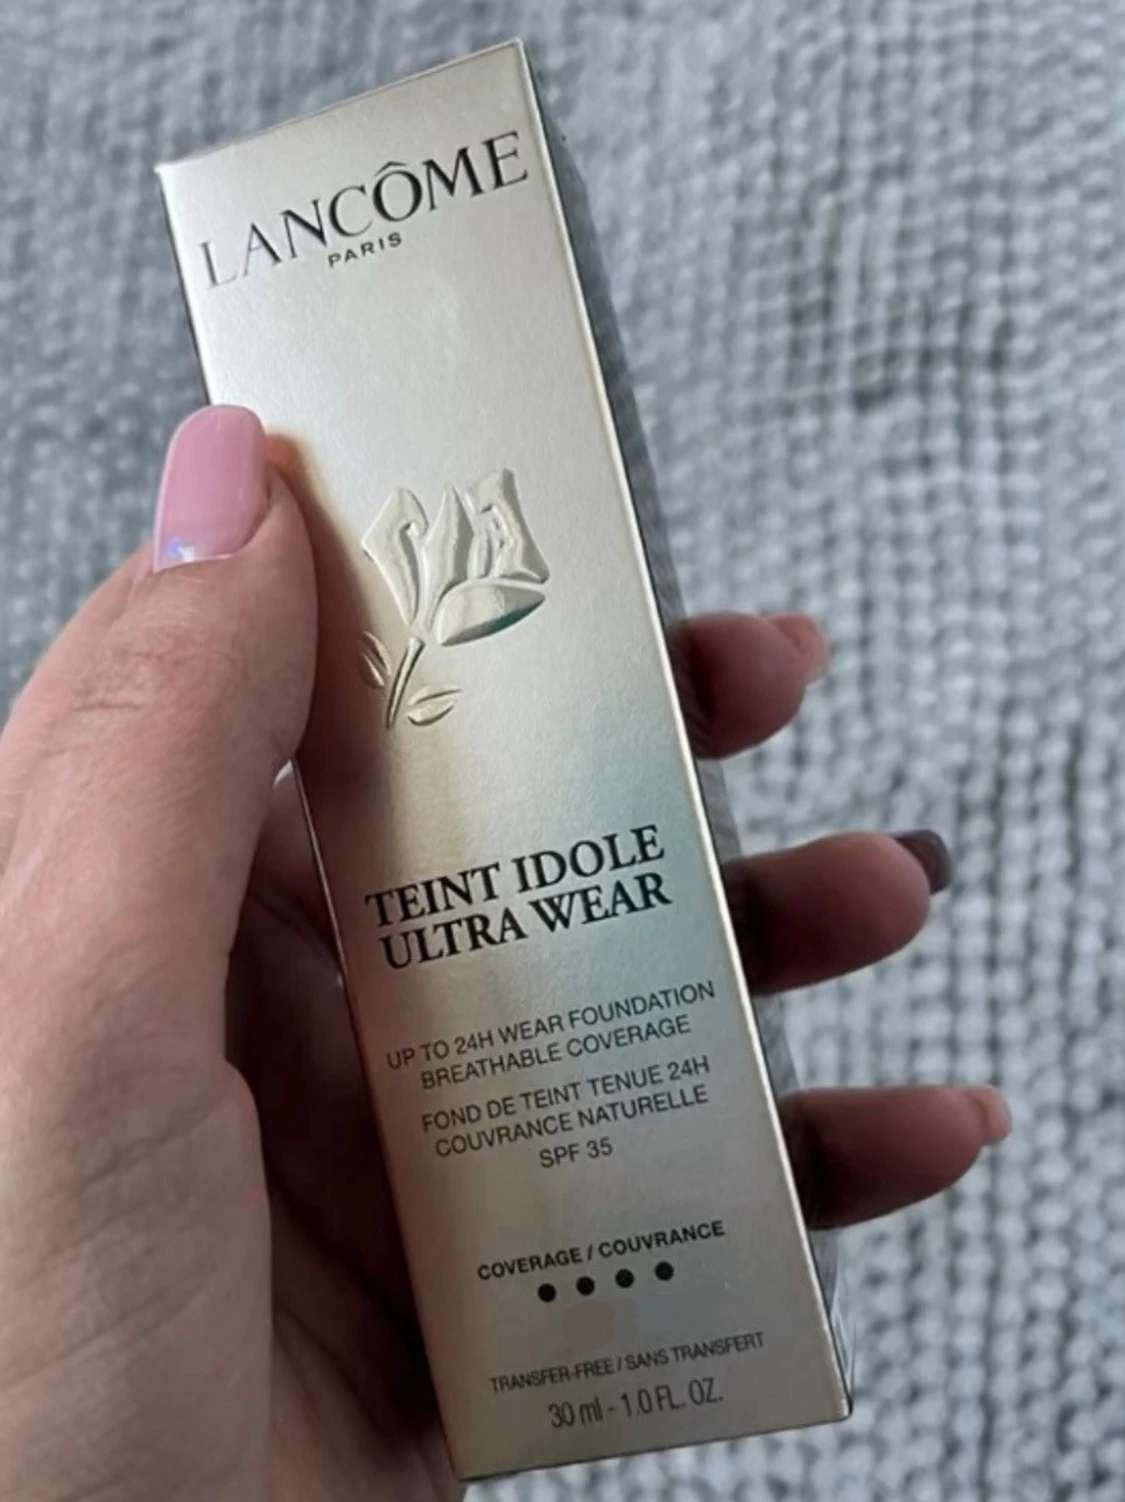 LANCÔME
PARIS
TEINT IDOLE
ULTRA WEAR
UP TO 24H WEAR FOUNDATION
BREATHABLE COVERAGE
FOND DE TEINT TENUE 24H
COUVRANCE NATURELLE
SPF 35
COVERAGE / COUVRANCE
TRANSFER-FREE / SANS TRANSFERT
30 ml - 1.0 FL. OZ.